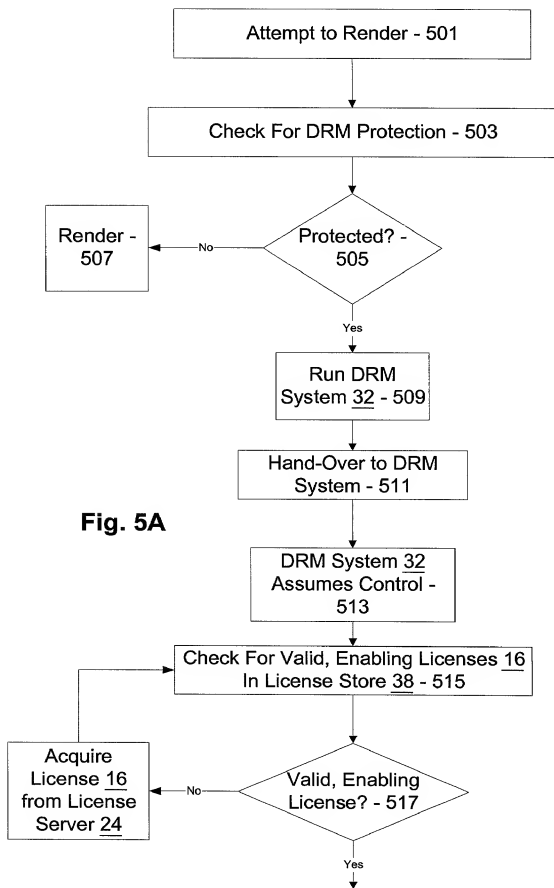 Attempt to Render - 501
Check For DRM Protection - 503
Protected? -
505
Render -
507
No
Yes
Run DRM
System 32 - 509
Hand-Over to DRM
System - 511
Fig. 5A
DRM System 32
Assumes Control -
513
Check For Valid, Enabling Licenses 16
In License Store 38 - 515
Acquire
License 16
from License
Server 24
No
Valid, Enabling
License? - 517
Yes